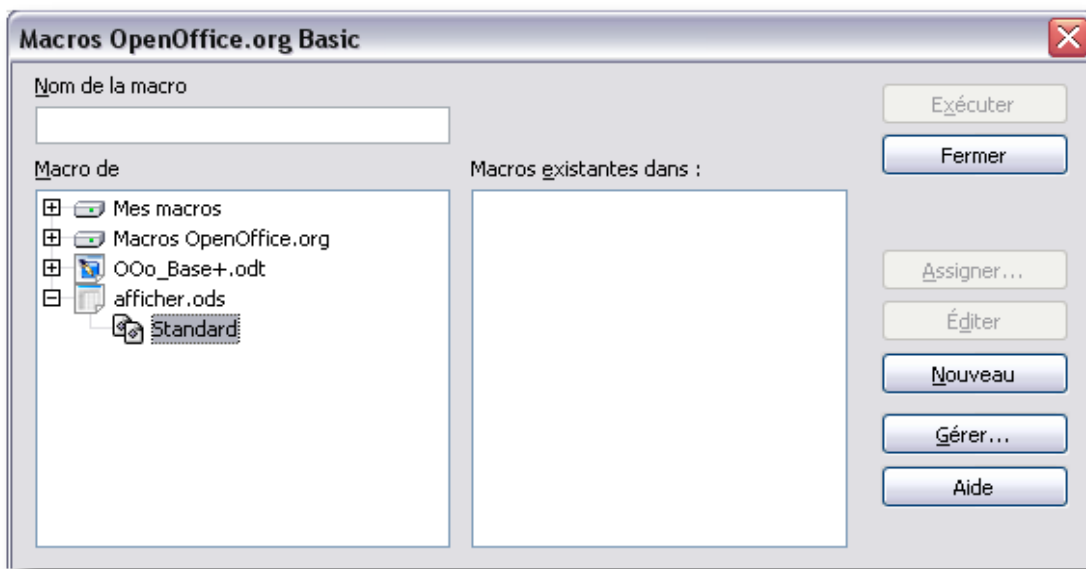 Macros OpenOffice.org Basic
Nom de la macro
Exécuter
Fermer
Macro de
Macros existantes dans :
Mes macros
Macros OpenOffice.org
OOo_Base+.odt
afficher.ods
Standard
Assigner...
Éditer
Nouveau
Gérer...
Aide